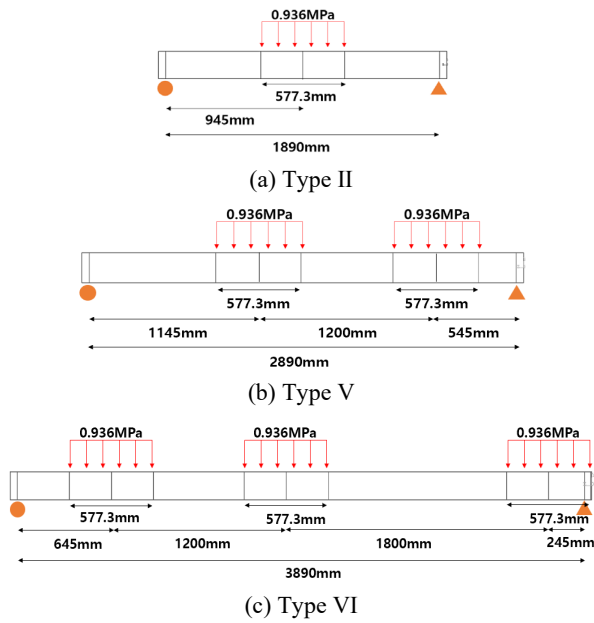 0.936MPa
577.3mm
945mm
1890mm
(a) Type II
0.936MPa 0.936MPa
577.3mm 577.3mm
1145mm 1200mm 545mm
2890mm
(b) Type V
0.936MPa 0.936MPa 0.936MPa
577.3mm 577.3mm 577.3mm
645mm 1200mm 1800mm 245mm
3890mm
(c) Type VI